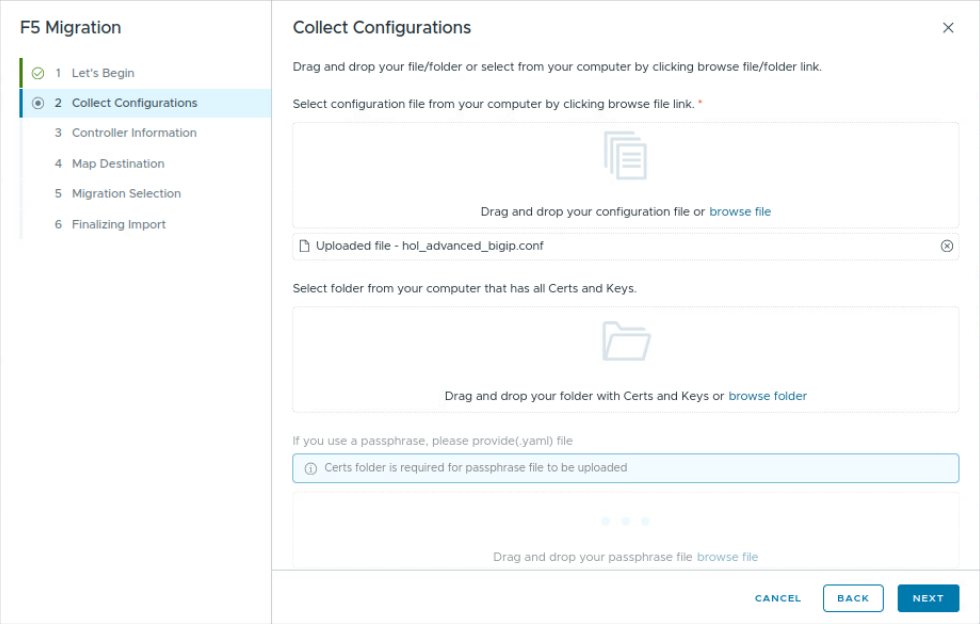 F5 Migration
1 Let's Begin
2 Collect Configurations
3 Controller Information
4 Map Destination
5 Migration Selection
6 Finalizing Import
Collect Configurations
Drag and drop your file/folder or select from your computer by clicking browse file/folder link.
Select configuration file from your computer by clicking browse file link. *
Drag and drop your configuration file or browse file
Uploaded file - hol_advanced_bigip.conf
Select folder from your computer that has all Certs and Keys.
Drag and drop your folder with Certs and Keys or browse folder
If you use a passphrase, please provide(.yaml) file
Certs folder is required for passphrase file to be uploaded
Drag and drop your passphrase file browse file
CANCEL BACK NEXT